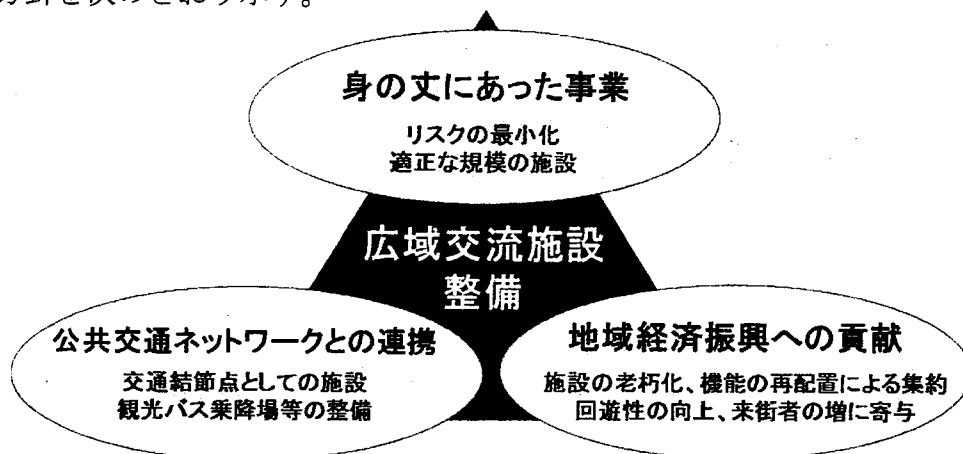 身の丈にあった事業
リスクの最小化
適正な規模の施設
広域交流施設
整備
公共交通ネットワークとの連携
交通結節点としての施設
観光バス乗降場等の整備
地域経済振興への貢献
施設の老朽化、機能の再配置による集約
回遊性の向上、来街者の増に寄与